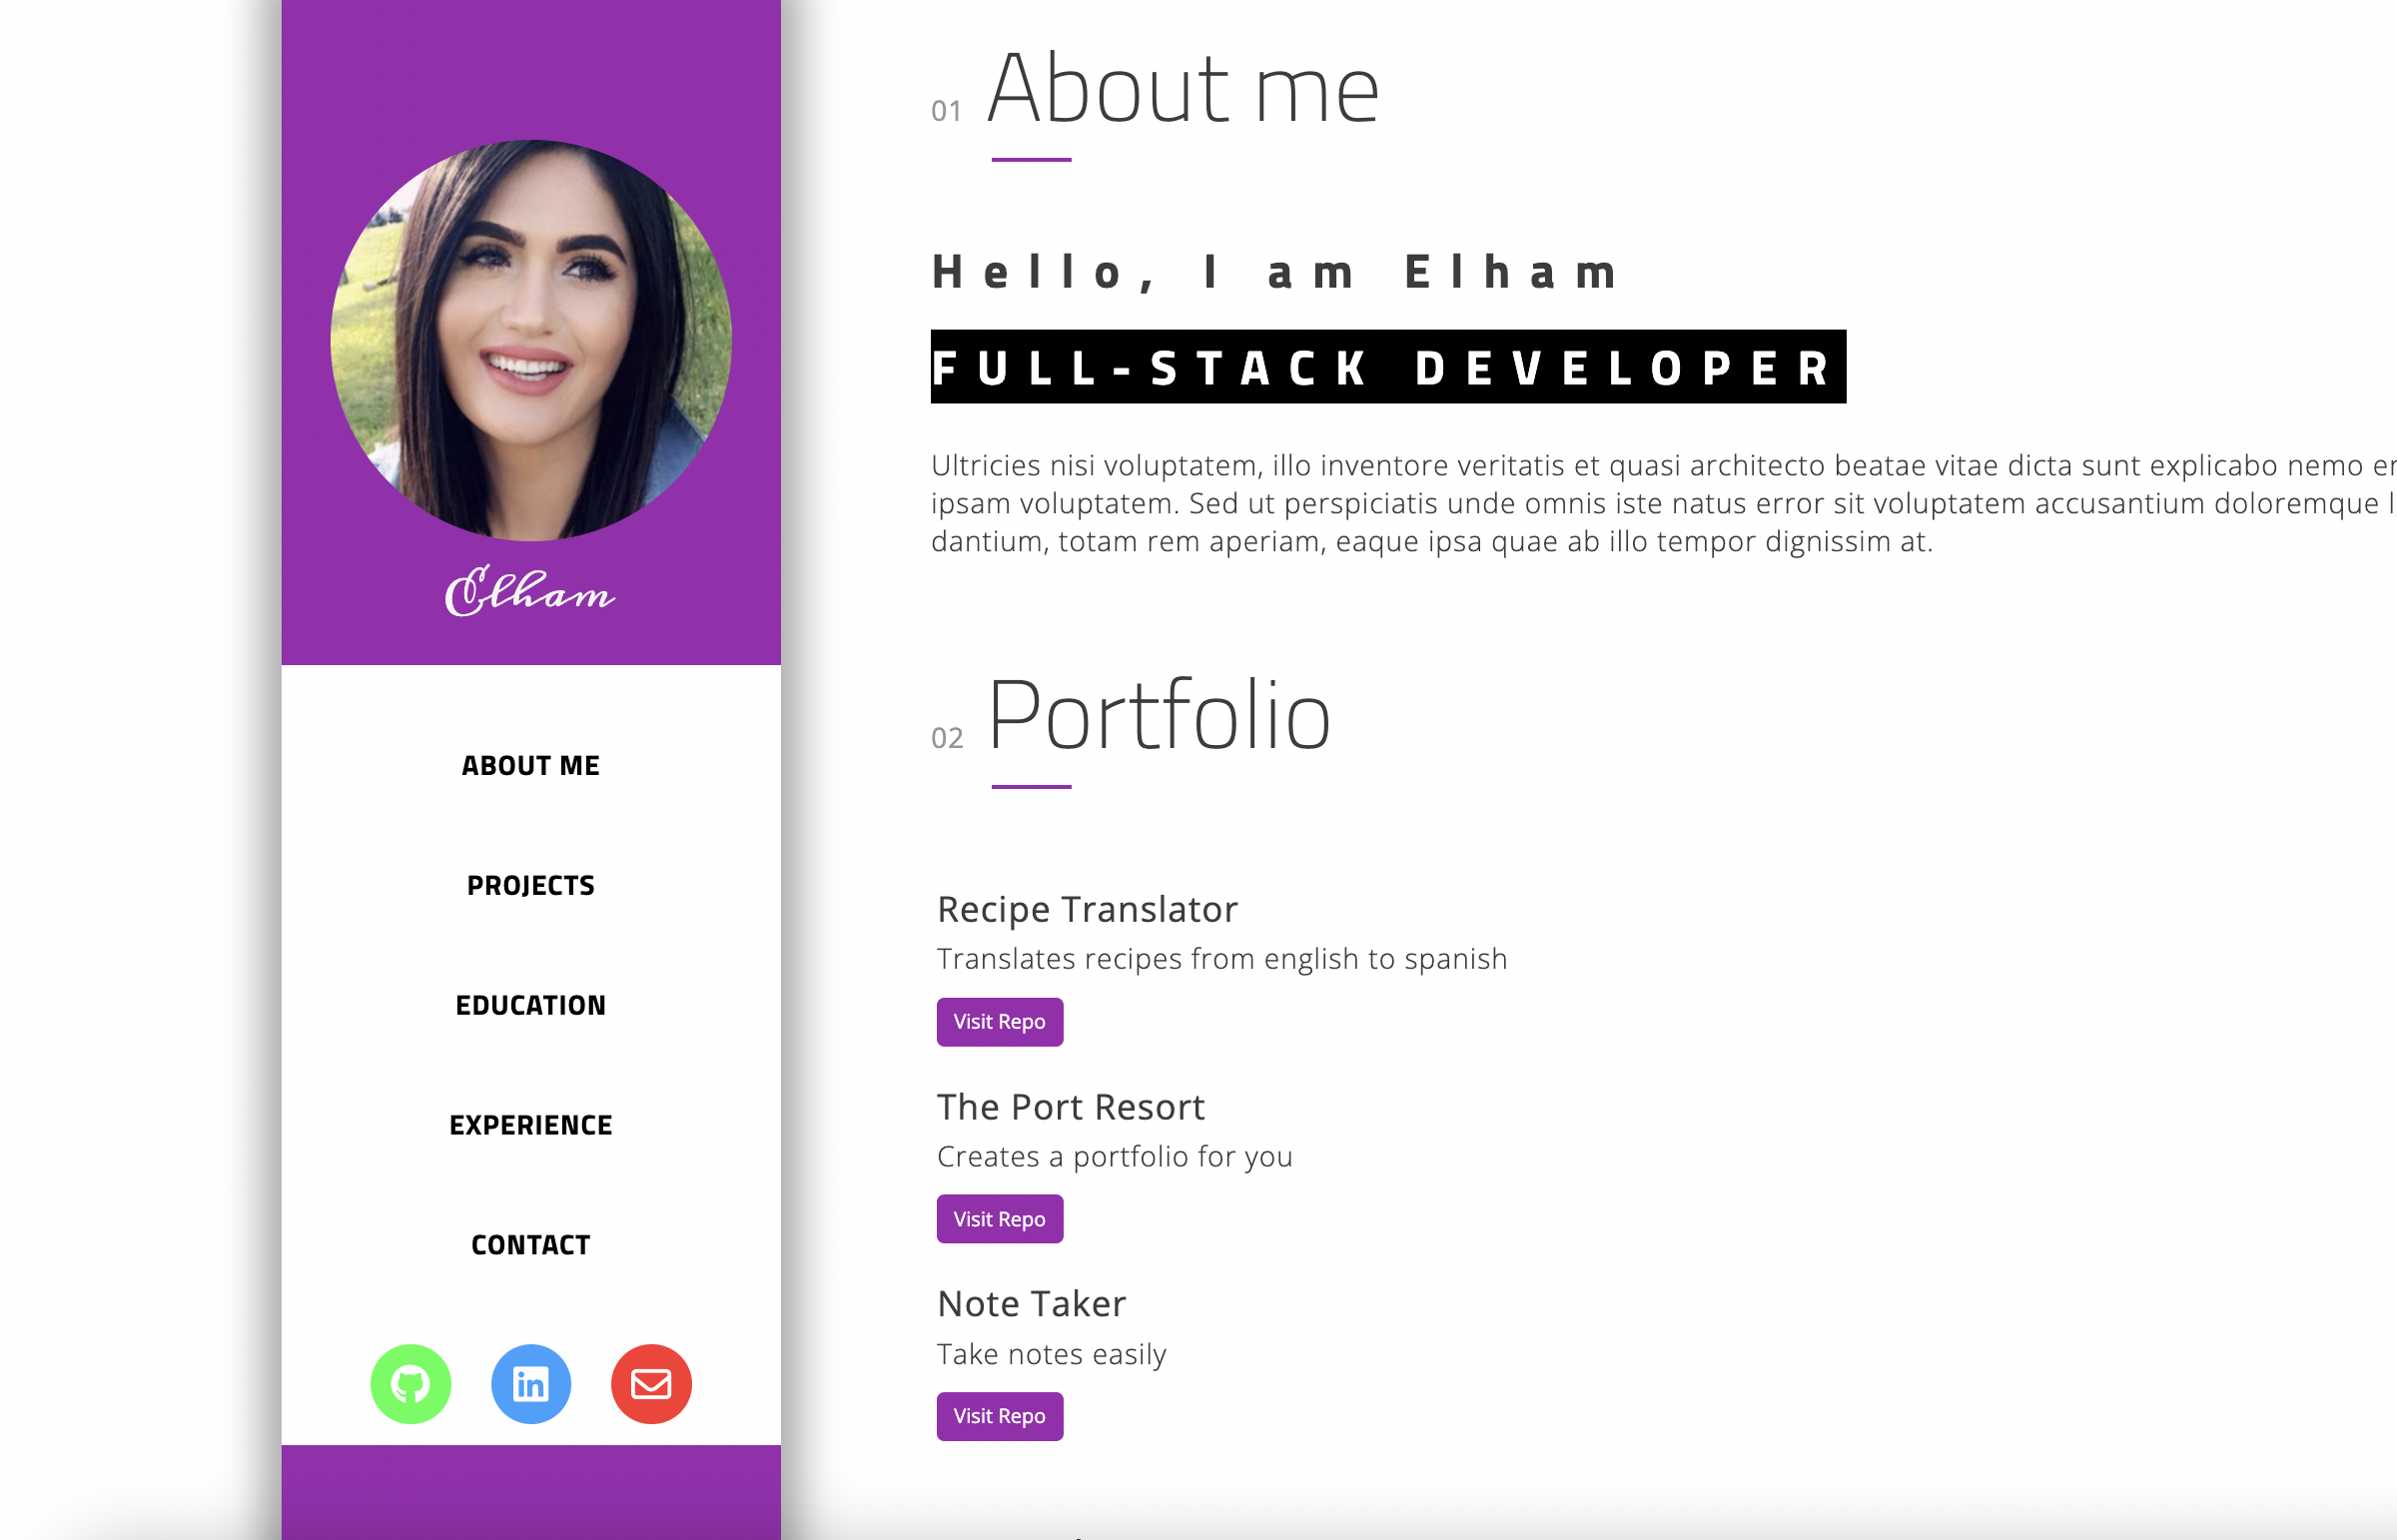 Elham
ABOUT ME
PROJECTS
EDUCATION
EXPERIENCE
CONTACT
in
01 About me
Hello, I am Elham
FULL-STACK DEVELOPER
Ultricies nisi voluptatem, illo inventore veritatis et quasi architecto beatae vitae dicta sunt explicabo nemo
ipsam voluptatem. Sed ut perspiciatis unde omnis iste natus error sit voluptatem accusantium doloremque
dantium, totam rem aperiam, eaque ipsa quae ab illo tempor dignissim at.
02 Portfolio
Recipe Translator
Translates recipes from english to spanish
Visit Repo
The Port Resort
Creates a portfolio for you
Visit Repo
Note Taker
Take notes easily
Visit Repo